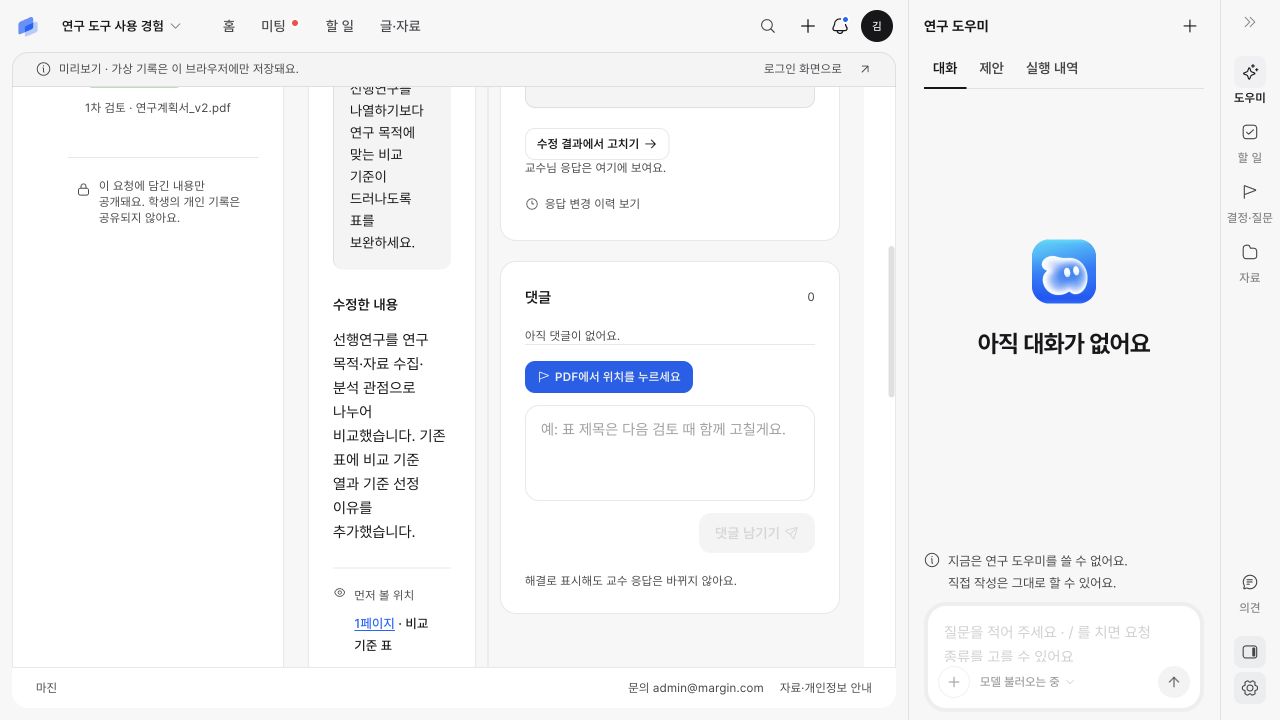 연구 도구 사용 경험
홈
미팅
할 일
글·자료
김
미리보기 · 가상 기록은 이 브라우저에만 저장돼요.
로그인 화면으로
1차 검토 · 연구계획서_v2.pdf
이 요청에 담긴 내용만
공개돼요. 학생의 개인 기록은
공유되지 않아요.
선행연구를
나열하기보다
연구 목적에
맞는 비교
기준이
드러나도록
표를
보완하세요.
수정한 내용
선행연구를 연구
목적·자료 수집·
분석 관점으로
나누어
비교했습니다. 기존
표에 비교 기준
열과 기준 선정
이유를
추가했습니다.
먼저 볼 위치
1페이지 · 비교
기준 표
수정 결과에서 고치기
교수님 응답은 여기에 보여요.
응답 변경 이력 보기
댓글
0
아직 댓글이 없어요.
PDF에서 위치를 누르세요
예: 표 제목은 다음 검토 때 함께 고칠게요.
댓글 남기기
해결로 표시해도 교수 응답은 바뀌지 않아요.
마진
문의 admin@margin.com
자료·개인정보 안내
연구 도우미
대화
제안
실행 내역
아직 대화가 없어요
지금은 연구 도우미를 쓸 수 없어요.
직접 작성은 그대로 할 수 있어요.
질문을 적어 주세요 · / 를 치면 요청
종류를 고를 수 있어요
모델 불러오는 중
도우미
할 일
결정·질문
자료
의견